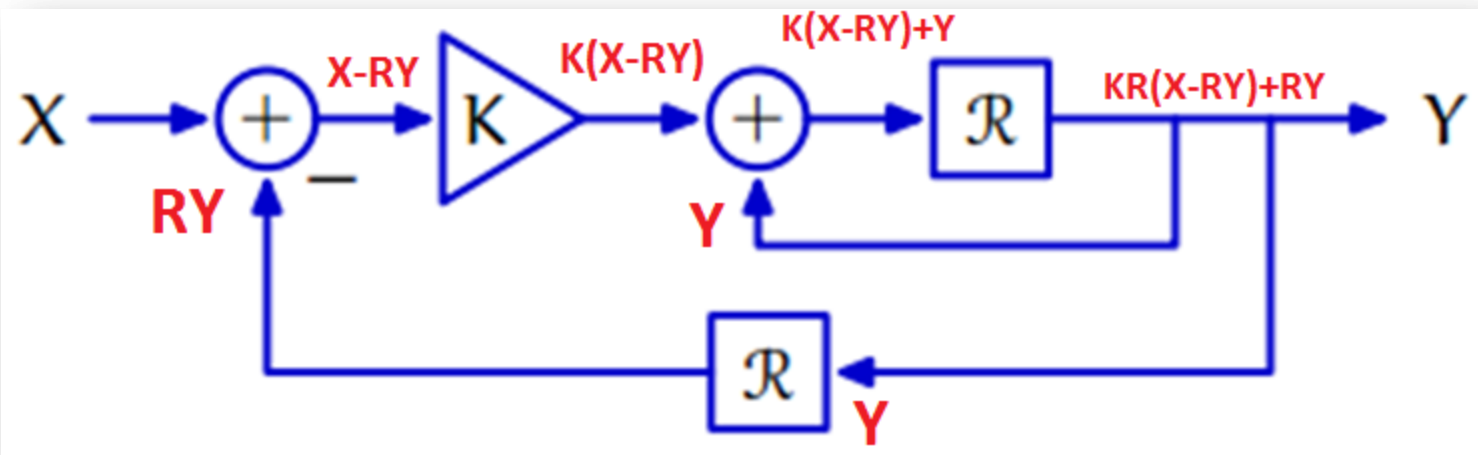 K(X-RY)+Y
X-RY
K(X-RY)
KR(X-RY)+RY
X
+
K
+
ℛ
Y
−
RY
Y
ℛ
Y